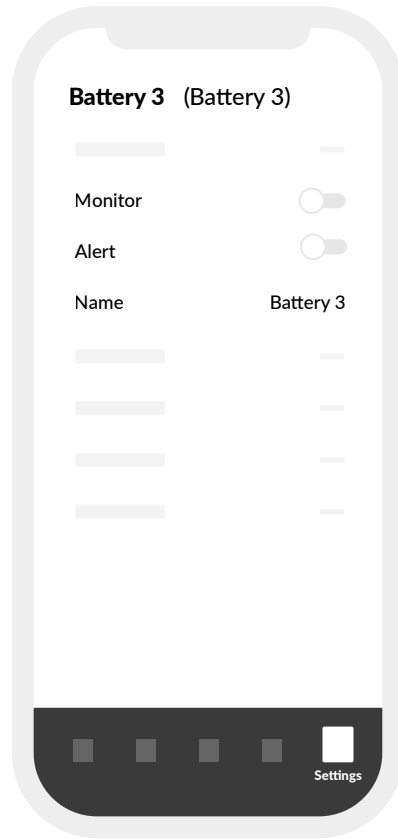 Battery 3 (Battery 3)
Monitor
Alert
Name Battery 3
Settings